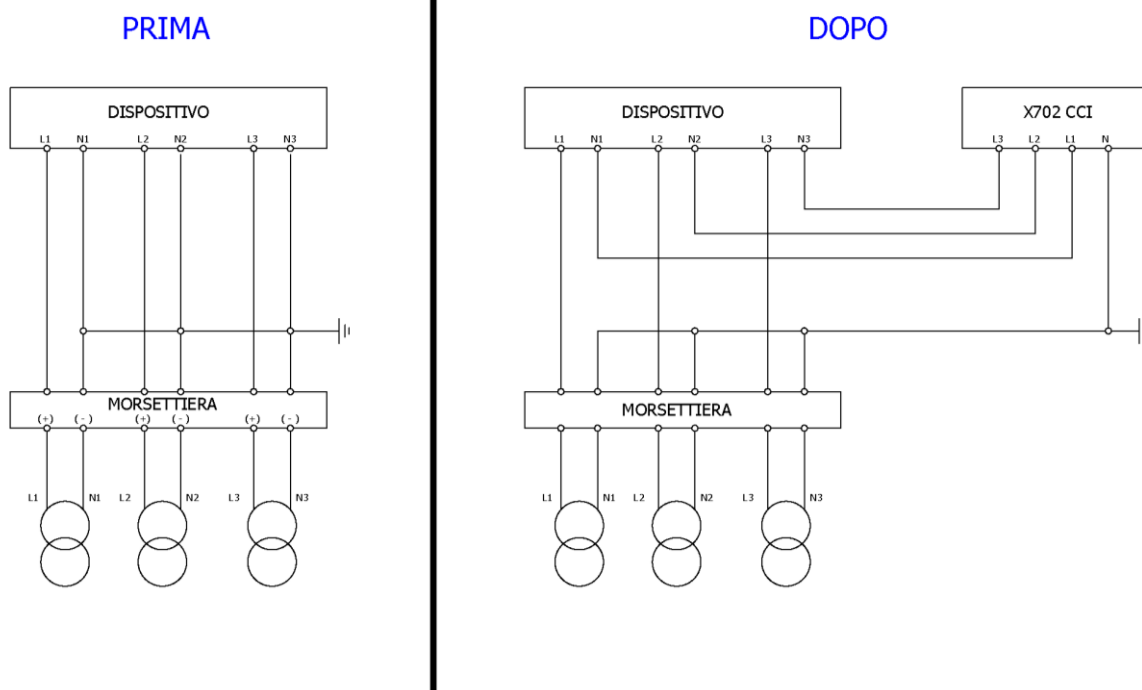 PRIMA
DISPOSITIVO
L1 N1 L2 N2 L3 N3
MORSETTIERA
(+) (-) (+) (-) (+) (-)
L1 N1 L2 N2 L3 N3
DOPO
DISPOSITIVO
L1 N1 L2 N2 L3 N3
X702 CCI
L3 L2 L1 N
MORSETTIERA
L1 N1 L2 N2 L3 N3